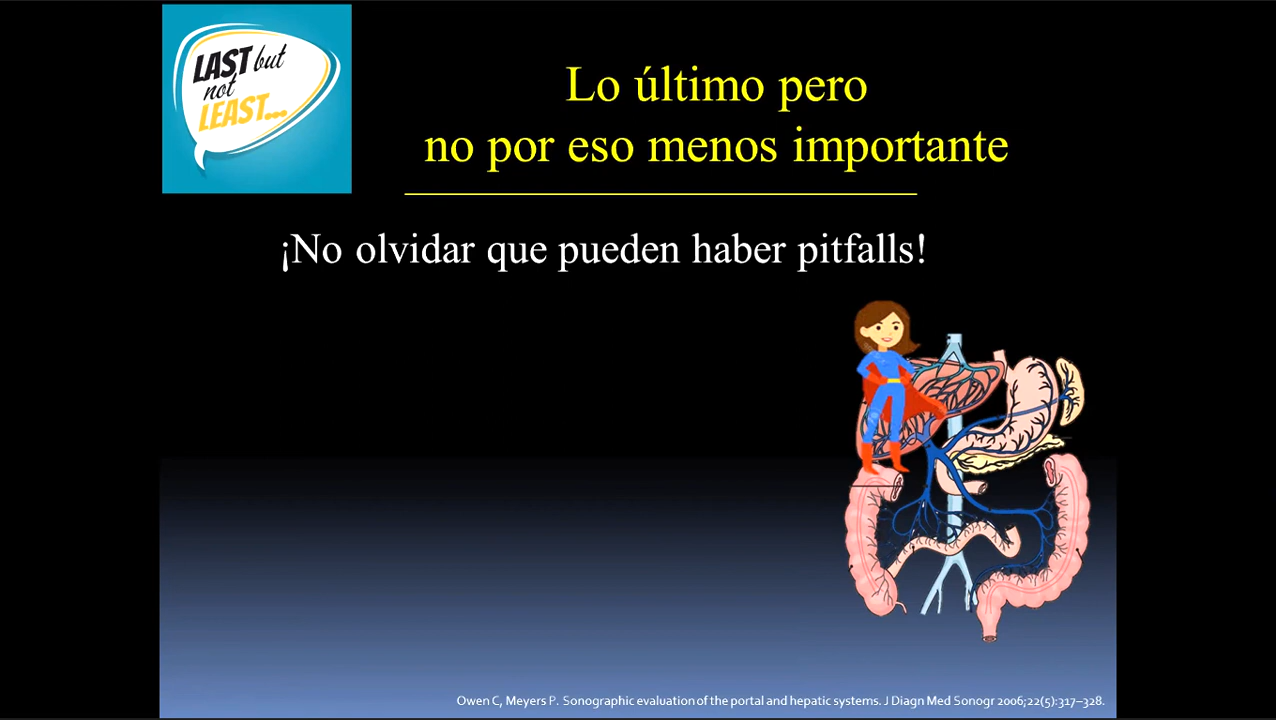 LAST but
not
LEAST...
Lo último pero
no por eso menos importante
¡No olvidar que pueden haber pitfalls!
Owen C, Meyers P. Sonographic evaluation of the portal and hepatic systems. J Diagn Med Sonogr 2006;22(5):317–328.